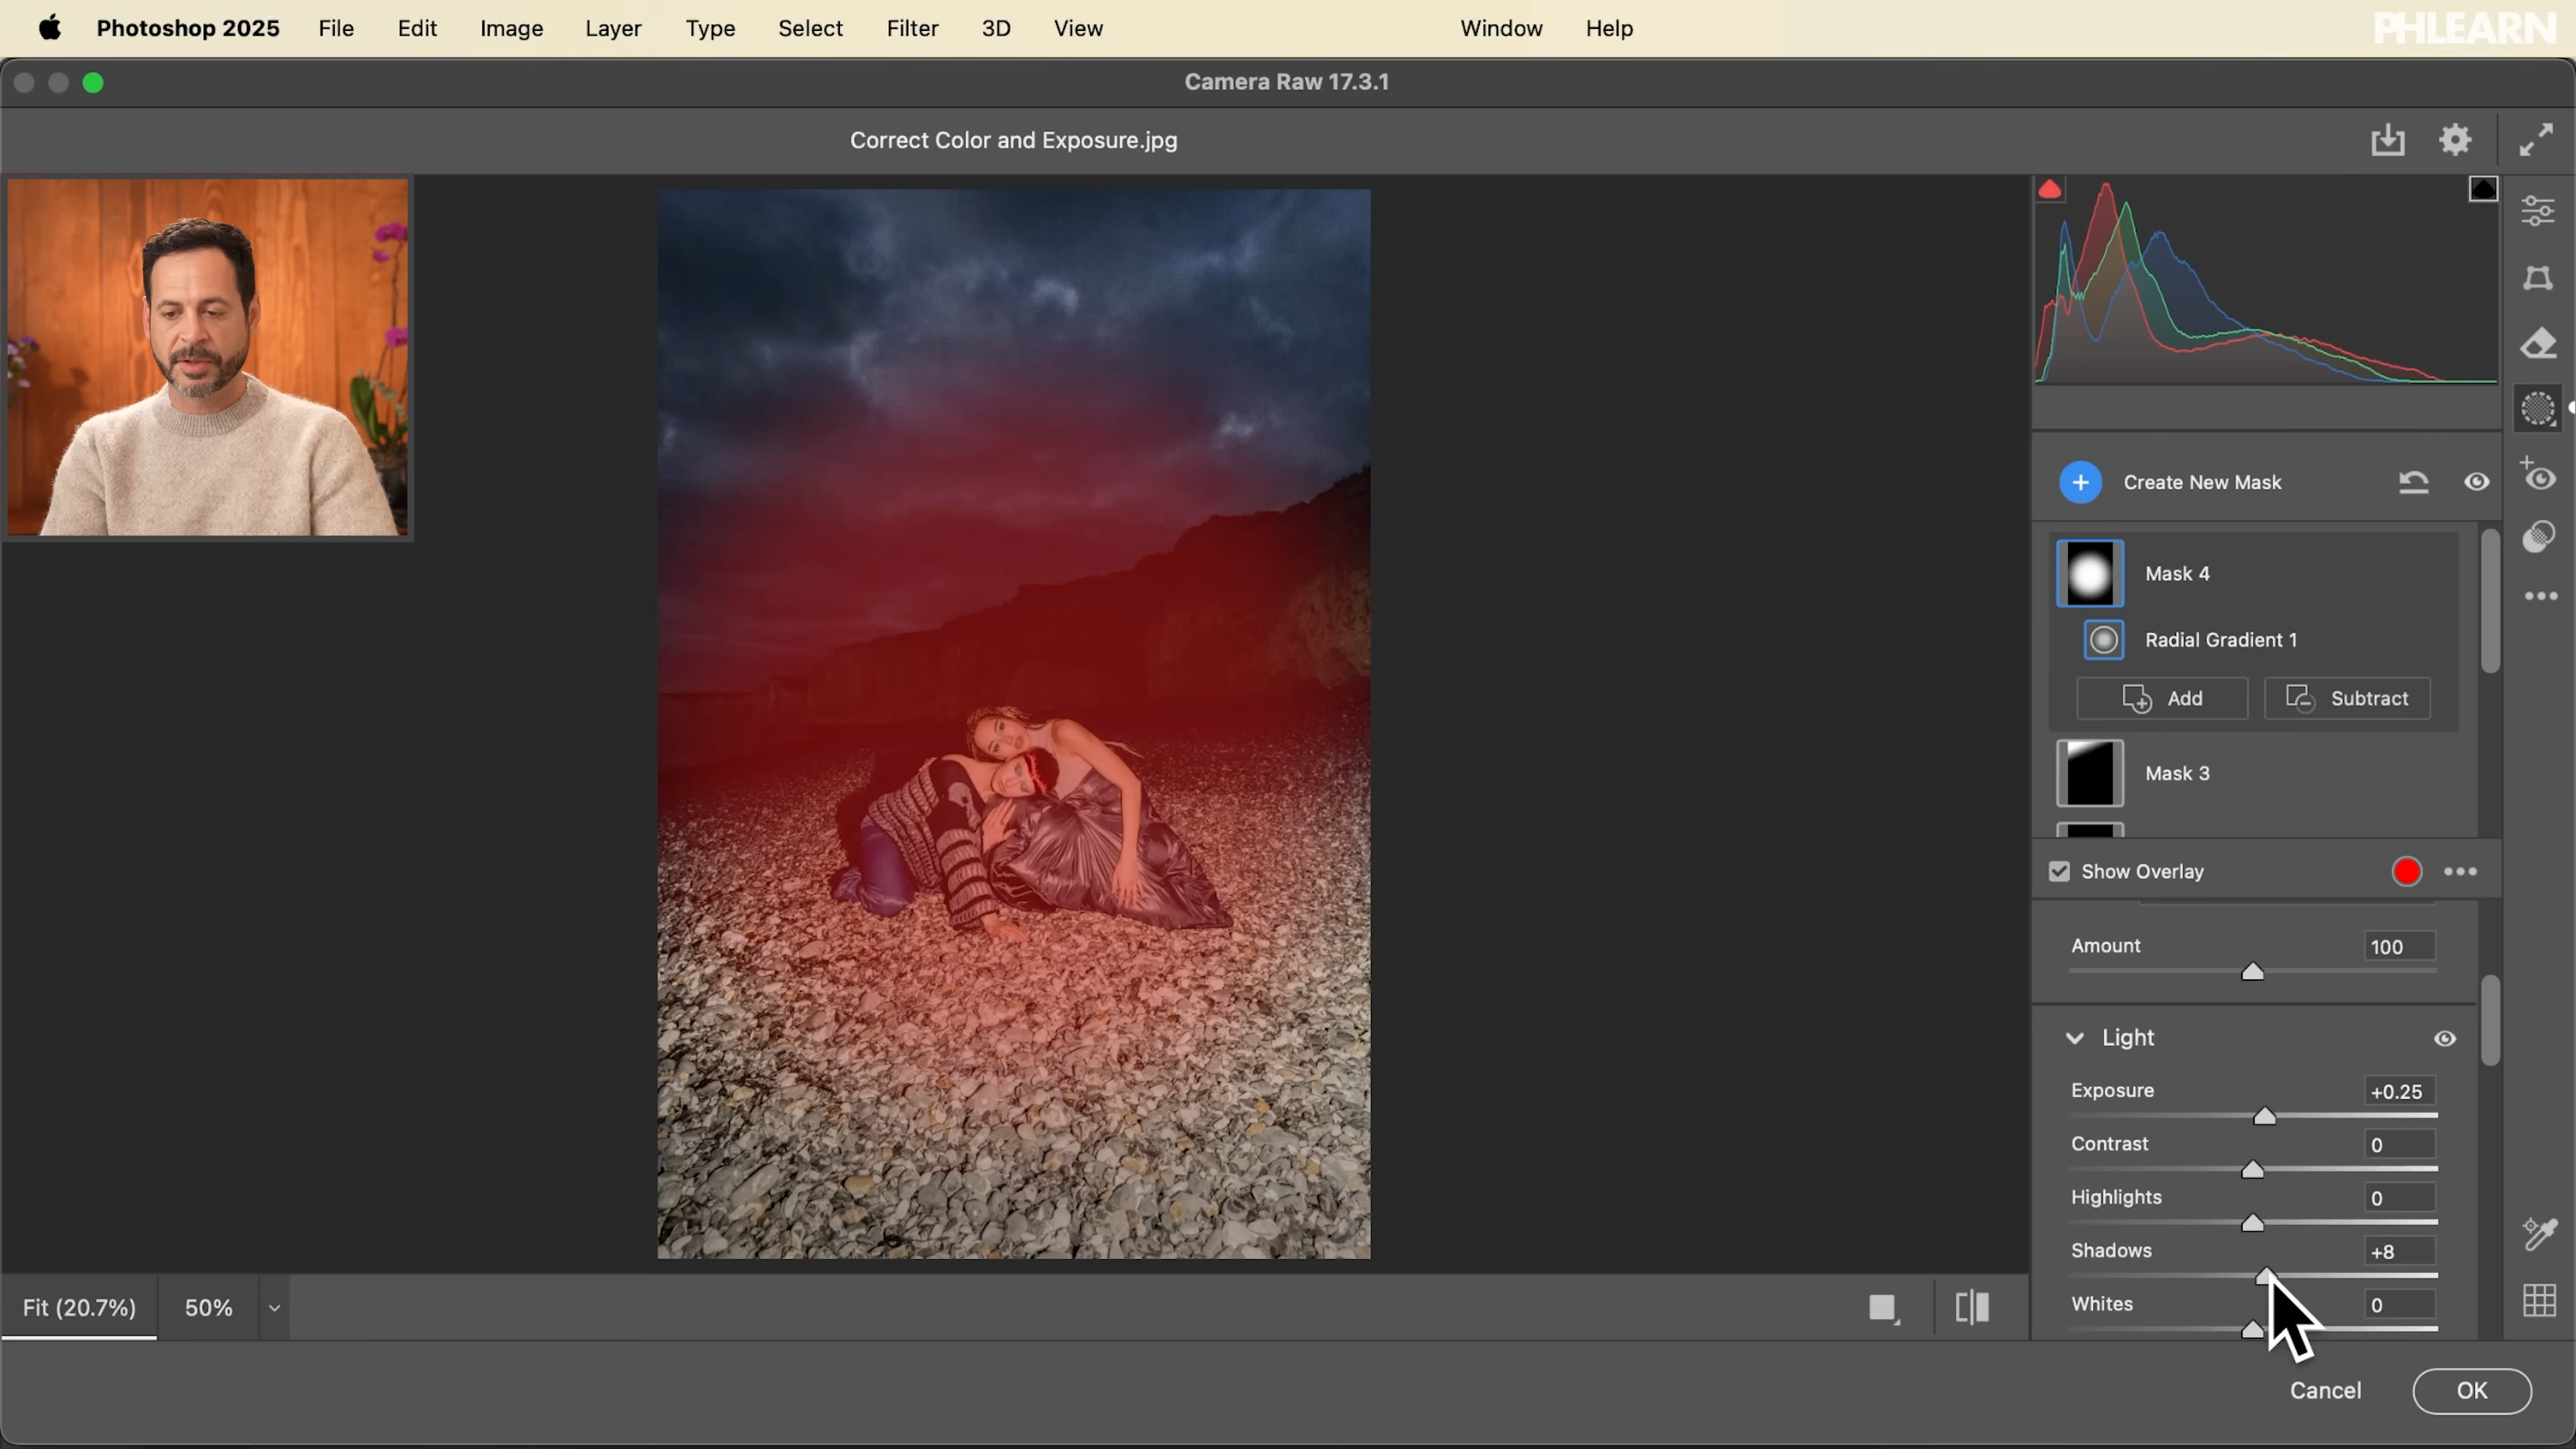 Photoshop 2025 File Edit Image Layer Type Select Filter 3D View Window Help
PHLEARN
Camera Raw 17.3.1
Correct Color and Exposure.jpg
Create New Mask
Mask 4
Radial Gradient 1
Add Subtract
Mask 3
Show Overlay
Amount 100
Light
Exposure +0.25
Contrast 0
Highlights 0
Shadows +8
Whites 0
Fit (20.7%) 50%
Cancel OK